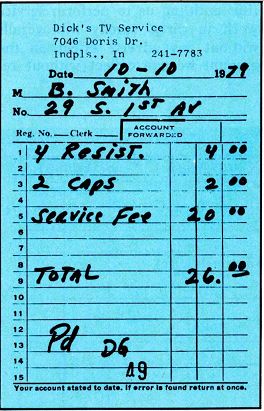 Dick's TV Service
7046 Doris Dr.
Indpls., In 241-7783
Date 10-10 1979
M B. Smith
No. 29 S. 1ST AV
Reg. No. Clerk ACCOUNT FORWARDED
1 4 Resist. 4 00
2
3 2 CAPS 2 00
4
5 Service Fee 20 00
6
7
8 TOTAL 26. 00
9
10
11
12 Pd
13 DG
14 A9
15
Your account stated to date. If error is found return at once.